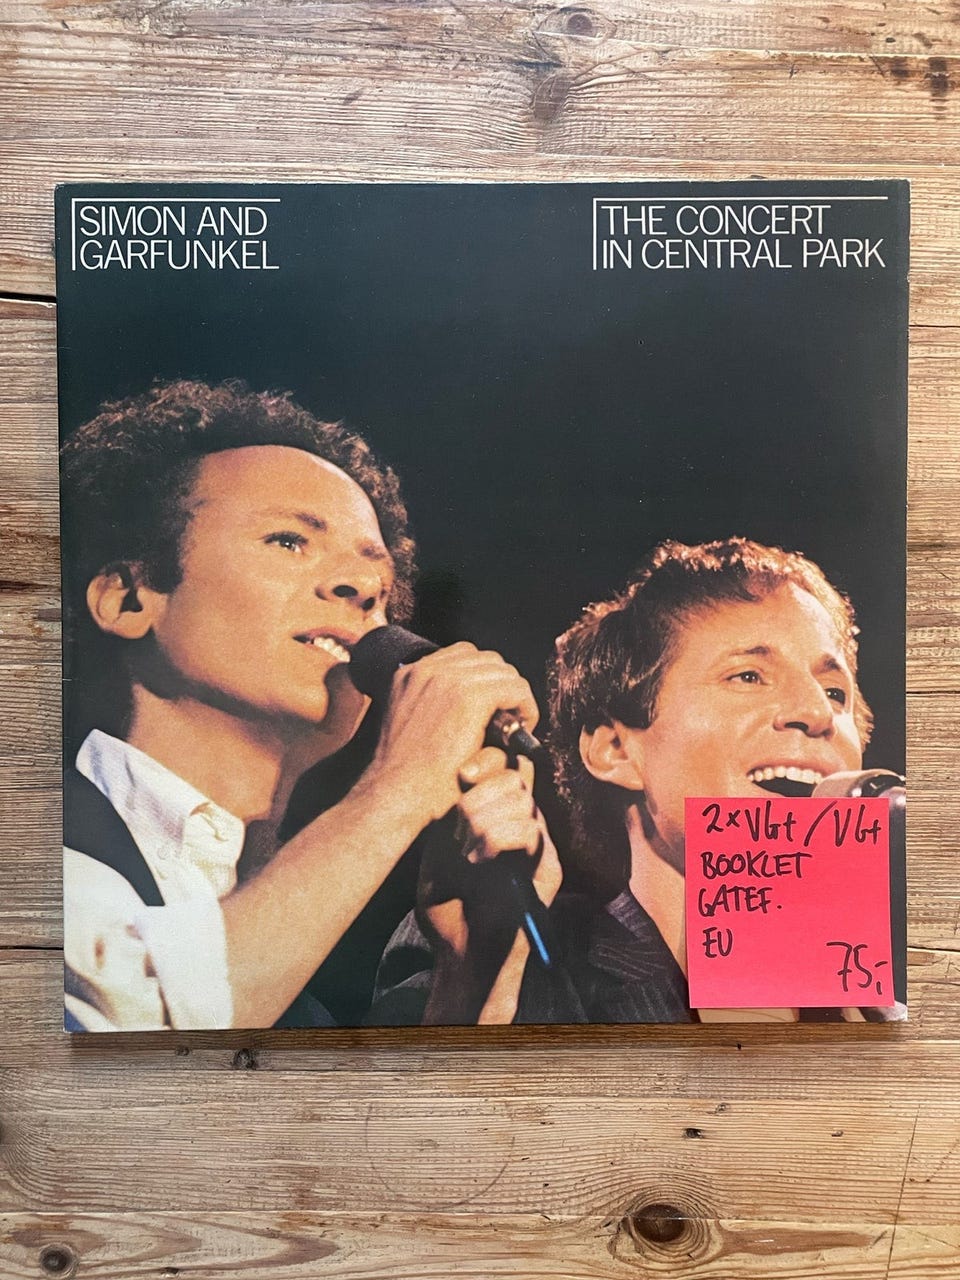 SIMON AND
GARFUNKEL
THE CONCERT
IN CENTRAL PARK
2xVG+/VG+
BOOKLET
GATEF.
EU
75,-